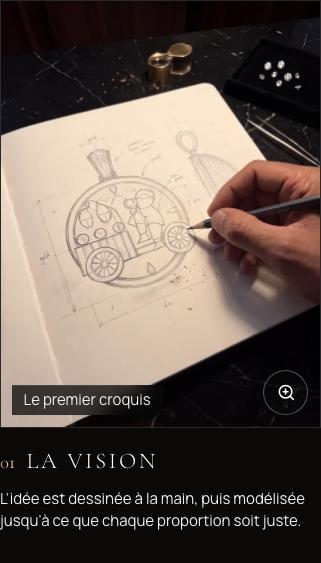 gold
Le premier croquis
01 LA VISION
L'idée est dessinée à la main, puis modélisée
jusqu'à ce que chaque proportion soit juste.